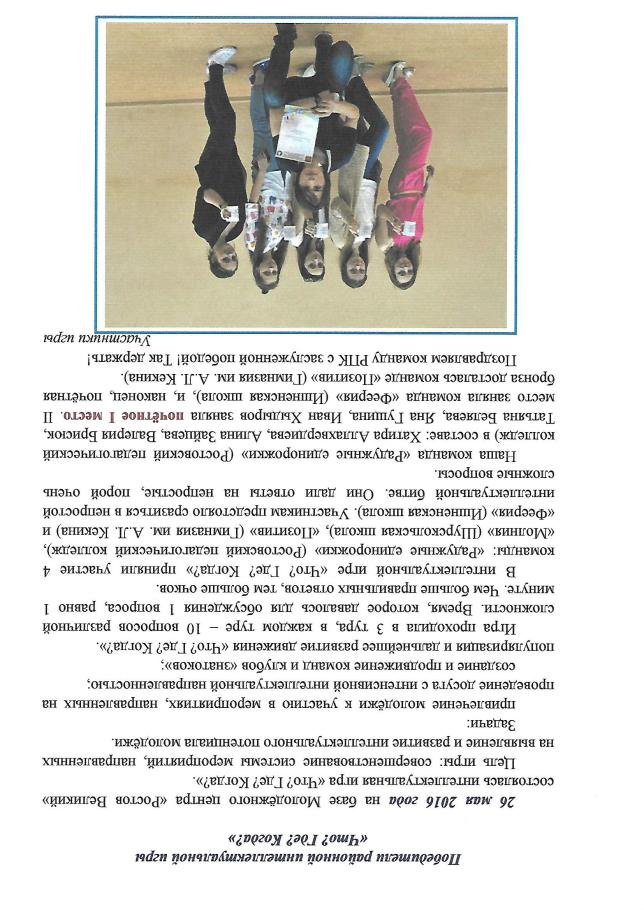 Победители районной интеллектуальной игры
«Что? Где? Когда?»
26 мая 2016 года на базе Молодёжного центра «Ростов Великий»
состоялась интеллектуальная игра «Что? Где? Когда?».
Цель игры: совершенствование системы мероприятий, направленных
на выявление и развитие интеллектуального потенциала молодёжи.
Задачи:
привлечение молодёжи к участию в мероприятиях, направленных на
проведение досуга с интенсивной интеллектуальной направленностью;
создание и продвижение команд и клубов «знатоков»;
популяризация и дальнейшее развитие движения «Что? Где? Когда?».
Игра проходила в 3 тура, в каждом туре – 10 вопросов различной
сложности. Время, которое давалось для обсуждения 1 вопроса, равно 1
минуте. Чем больше правильных ответов, тем больше очков.
В интеллектуальной игре «Что? Где? Когда?» приняли участие 4
команды: «Радужные единорожки» (Ростовский педагогический колледж),
«Молния» (Шурскольская школа), «Позитив» (Гимназия им. А.Л. Кекина) и
«Феерия» (Ишненская школа). Участникам предстояло сразиться в непростой
интеллектуальной битве. Они дали ответы на непростые, порой очень
сложные вопросы.
Наша команда «Радужные единорожки» (Ростовский педагогический
колледж) в составе: Хатира Аллахвердиева, Алина Зайцева, Валерия Брисюк,
Татьяна Беляева, Яна Гущина, Иван Хыдыров заняла почётное I место. II
место заняла команда «Феерия» (Ишненская школа), и, наконец, почётная
бронза досталась команде «Позитив» (Гимназия им. А.Л. Кекина).
Поздравляем команду РПК с заслуженной победой! Так держать!
Участники игры